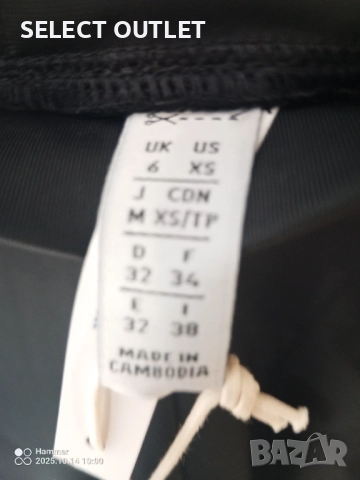 SELECT OUTLET
UK US
6 XS
J CDN
M XS/TP
D F
32 34
E I
32 38
MADE IN
CAMBODIA
Hammer
2025.10.14 10:00
BAZAR